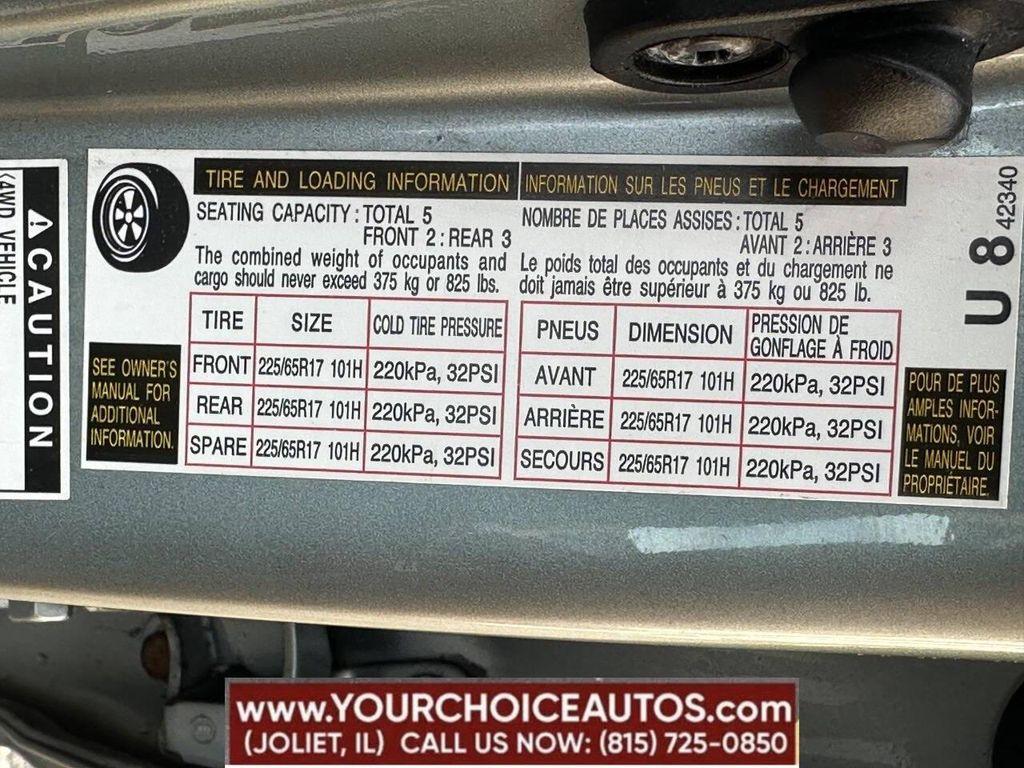 4WD VEHICLE
CAUTION
TIRE AND LOADING INFORMATION
SEATING CAPACITY : TOTAL 5
FRONT 2 : REAR 3
The combined weight of occupants and
cargo should never exceed 375 kg or 825 lbs.
TIRE SIZE COLD TIRE PRESSURE
FRONT 225/65R17 101H 220kPa, 32PSI
REAR 225/65R17 101H 220kPa, 32PSI
SPARE 225/65R17 101H 220kPa, 32PSI
SEE OWNER'S
MANUAL FOR
ADDITIONAL
INFORMATION.
INFORMATION SUR LES PNEUS ET LE CHARGEMENT
NOMBRE DE PLACES ASSISES : TOTAL 5
AVANT 2 : ARRIÈRE 3
Le poids total des occupants et du chargement ne
doit jamais être supérieur à 375 kg ou 825 lb.
PNEUS DIMENSION PRESSION DE
GONFLAGE À FROID
AVANT 225/65R17 101H 220kPa, 32PSI
ARRIÈRE 225/65R17 101H 220kPa, 32PSI
SECOURS 225/65R17 101H 220kPa, 32PSI
POUR DE PLUS
AMPLES INFOR-
MATIONS, VOIR
LE MANUEL DU
PROPRIÉTAIRE.
U 8 42340
www.YOURCHOICEAUTOS.com
(JOLIET, IL) CALL US NOW: (815) 725-0850